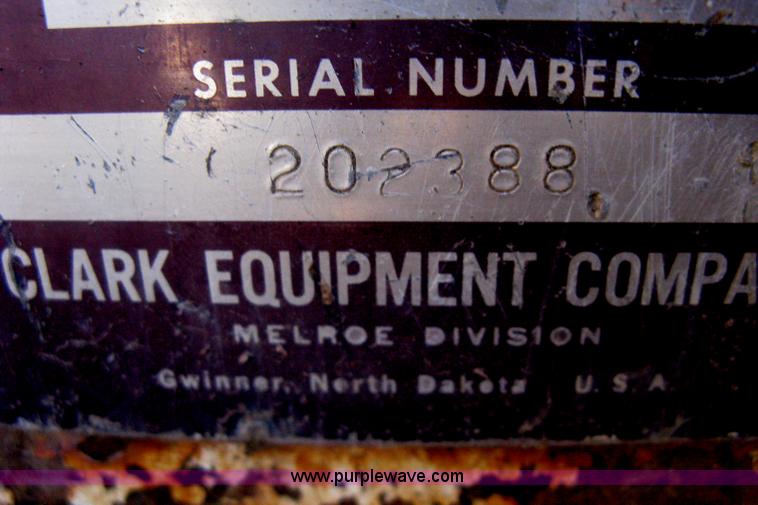 SERIAL NUMBER
202388
CLARK EQUIPMENT COMPA
MELROE DIVISION
Gwinner, North Dakota U.S.A.
www.purplewave.com